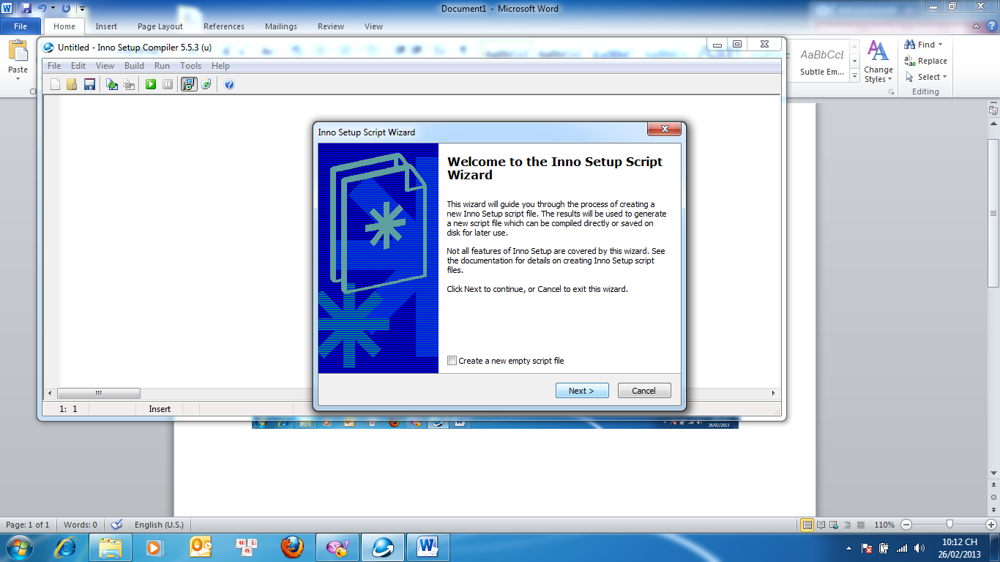 Document1 - Microsoft Word
File Home Insert Page Layout References Mailings Review View
Paste
AaBbCcL
Subtle Em...
Change
Styles
Find
Replace
Select
Editing
Untitled - Inno Setup Compiler 5.5.3 (u)
File Edit View Build Run Tools Help
Inno Setup Script Wizard
Welcome to the Inno Setup Script
Wizard
This wizard will guide you through the process of creating a
new Inno Setup script file. The results will be used to generate
a new script file which can be compiled directly or saved on
disk for later use.
Not all features of Inno Setup are covered by this wizard. See
the documentation for details on creating Inno Setup script
files.
Click Next to continue, or Cancel to exit this wizard.
Create a new empty script file
Next > Cancel
1: 1 Insert
26/02/2013
Page: 1 of 1 Words: 0 English (U.S.) 110%
10:12 CH
26/02/2013